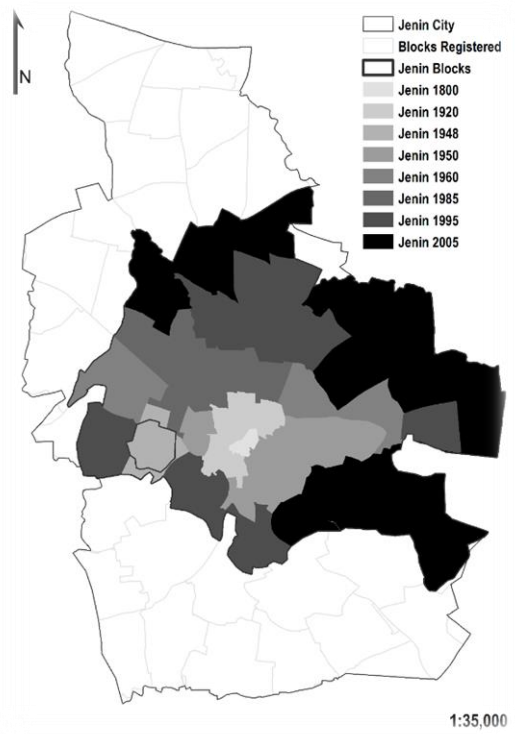 N
Jenin City
Blocks Registered
Jenin Blocks
Jenin 1800
Jenin 1920
Jenin 1948
Jenin 1950
Jenin 1960
Jenin 1985
Jenin 1995
Jenin 2005
1:35,000